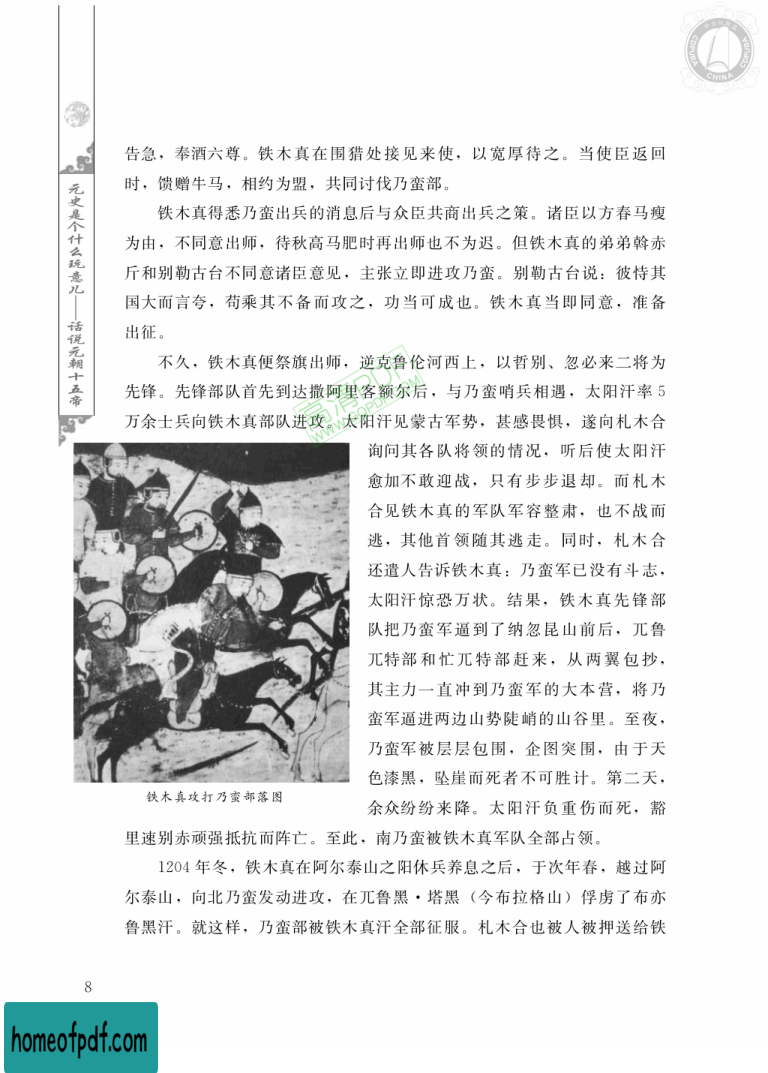 COPUBA
CHINA
COPUBA
元史是个什么玩意儿——话说元朝十五帝
告急，奉酒六尊。铁木真在围猎处接见来使，以宽厚待之。当使臣返回
时，馈赠牛马，相约为盟，共同讨伐乃蛮部。
铁木真得悉乃蛮出兵的消息后与众臣共商出兵之策。诸臣以方春马瘦
为由，不同意出师，待秋高马肥时再出师也不为迟。但铁木真的弟弟斡赤
斤和别勒古台不同意诸臣意见，主张立即进攻乃蛮。别勒古台说：彼恃其
国大而言夸，苟乘其不备而攻之，功当可成也。铁木真当即同意，准备
出征。
不久，铁木真便祭旗出师，逆克鲁伦河西上，以哲别、忽必来二将为
先锋。先锋部队首先到达撒阿里客额尔后，与乃蛮哨兵相遇，太阳汗率 5
万余士兵向铁木真部队进攻。太阳汗见蒙古军势，甚感畏惧，遂向札木合
高清PDF
WWW.GOPDF.COM
询问其各队将领的情况，听后使太阳汗
愈加不敢迎战，只有步步退却。而札木
合见铁木真的军队军容整肃，也不战而
逃，其他首领随其逃走。同时，札木合
还遣人告诉铁木真：乃蛮军已没有斗志，
太阳汗惊恐万状。结果，铁木真先锋部
队把乃蛮军逼到了纳忽昆山前后，兀鲁
兀特部和忙兀特部赶来，从两翼包抄，
其主力一直冲到乃蛮军的大本营，将乃
蛮军逼进两边山势陡峭的山谷里。至夜，
乃蛮军被层层包围，企图突围，由于天
色漆黑，坠崖而死者不可胜计。第二天，
余众纷纷来降。太阳汗负重伤而死，豁
铁木真攻打乃蛮部落图
里速别赤顽强抵抗而阵亡。至此，南乃蛮被铁木真军队全部占领。
1204 年冬，铁木真在阿尔泰山之阳休兵养息之后，于次年春，越过阿
尔泰山，向北乃蛮发动进攻，在兀鲁黑·塔黑（今布拉格山）俘虏了布亦
鲁黑汗。就这样，乃蛮部被铁木真汗全部征服。札木合也被人被押送给铁
8
homeofpdf.com